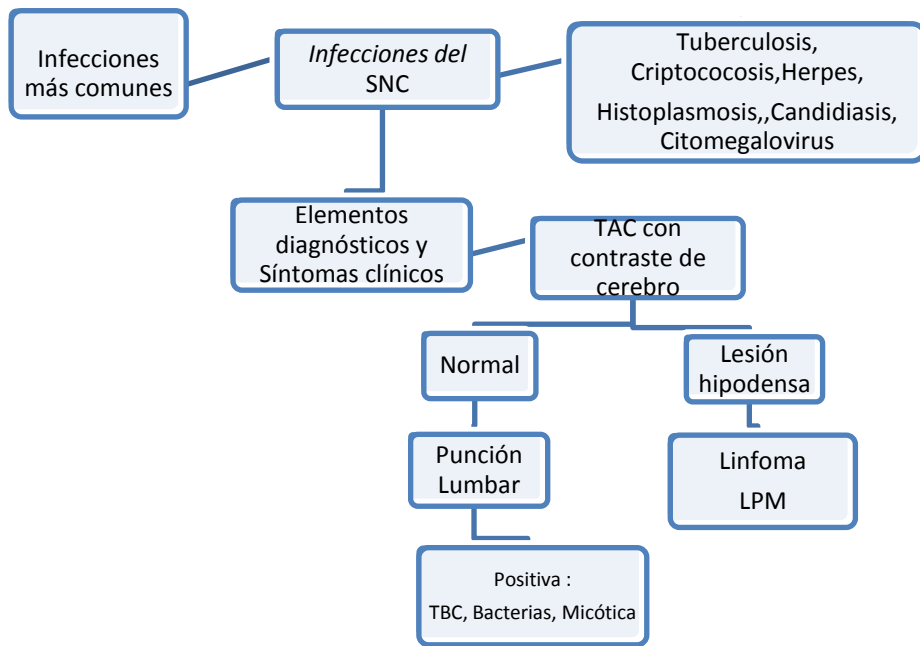 Infecciones
más comunes
Infecciones del
SNC
Tuberculosis,
Criptococosis,Herpes,
Histoplasmosis,,Candidiasis,
Citomegalovirus
Elementos
diagnósticos y
Síntomas clínicos
TAC con
contraste de
cerebro
Normal
Lesión
hipodensa
Punción
Lumbar
Linfoma
LPM
Positiva :
TBC, Bacterias, Micótica